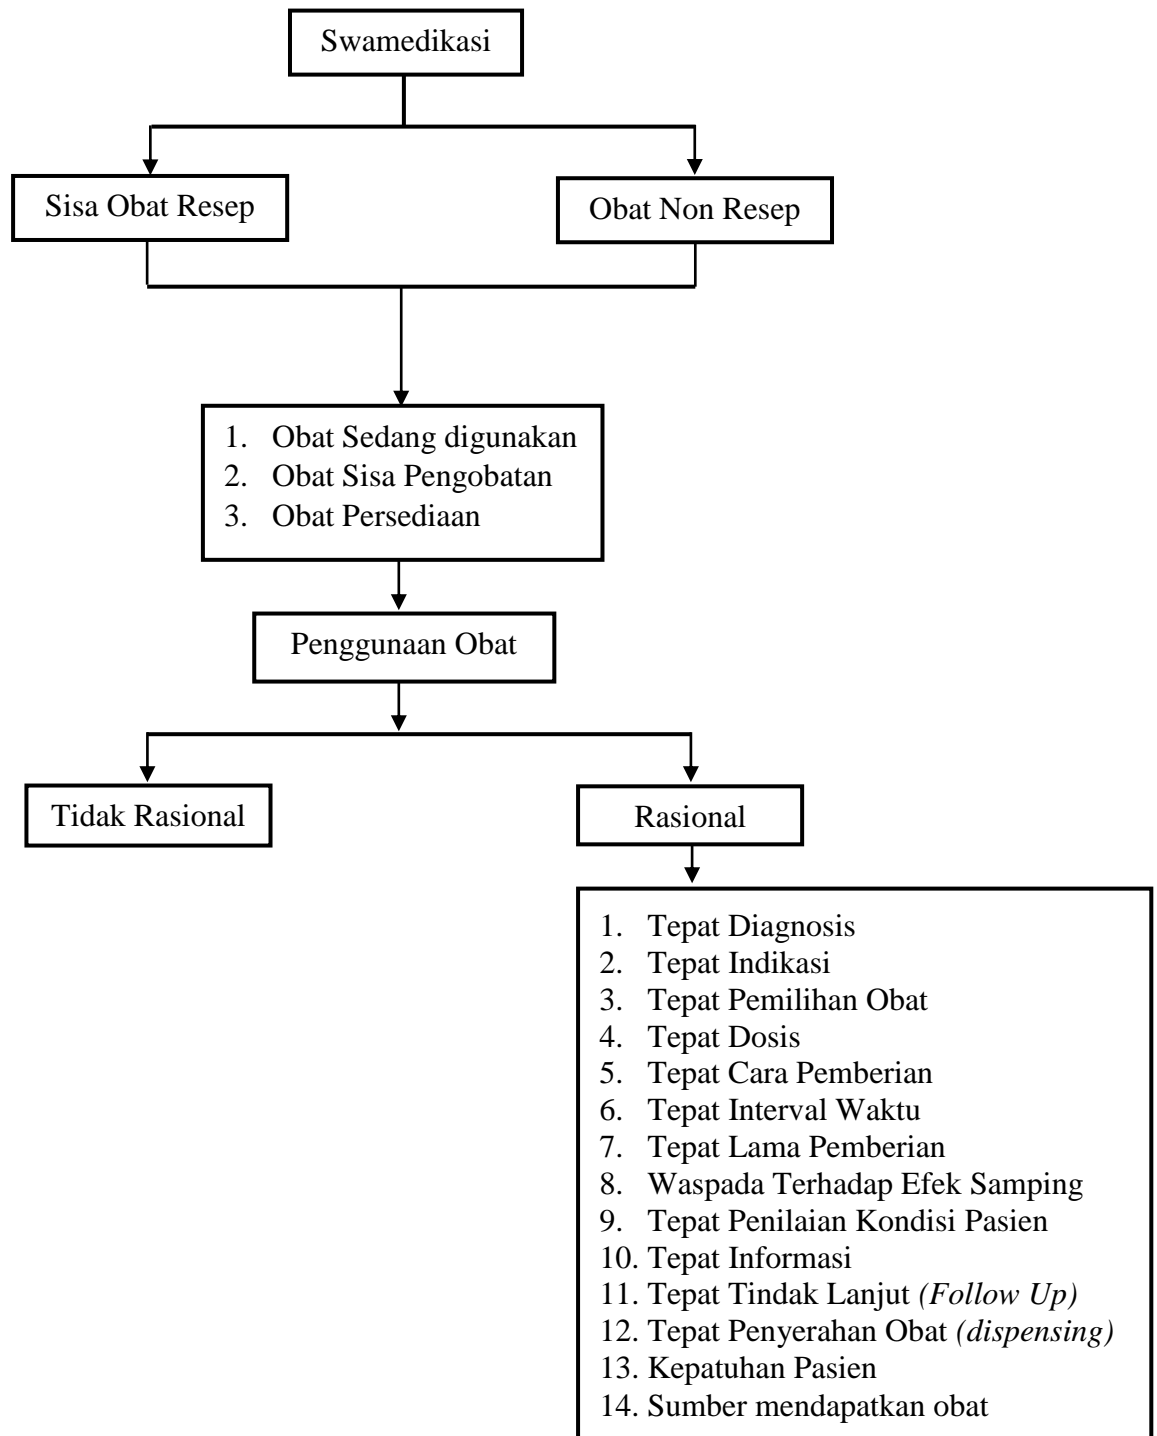 Swamedikasi
Sisa Obat Resep
Obat Non Resep
1. Obat Sedang digunakan
2. Obat Sisa Pengobatan
3. Obat Persediaan
Penggunaan Obat
Tidak Rasional
Rasional
1. Tepat Diagnosis
2. Tepat Indikasi
3. Tepat Pemilihan Obat
4. Tepat Dosis
5. Tepat Cara Pemberian
6. Tepat Interval Waktu
7. Tepat Lama Pemberian
8. Waspada Terhadap Efek Samping
9. Tepat Penilaian Kondisi Pasien
10. Tepat Informasi
11. Tepat Tindak Lanjut (Follow Up)
12. Tepat Penyerahan Obat (dispensing)
13. Kepatuhan Pasien
14. Sumber mendapatkan obat